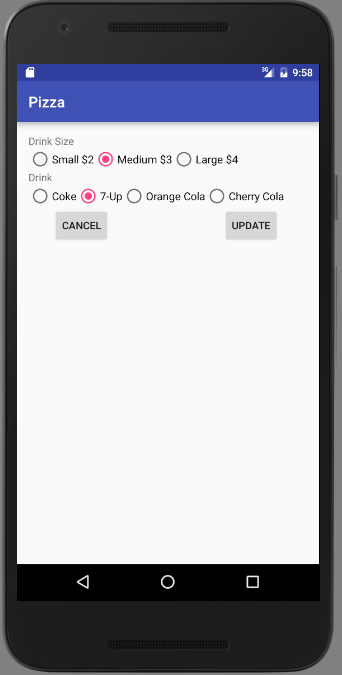 9:58
Pizza
Drink Size
Small $2 Medium $3 Large $4
Drink
Coke 7-Up Orange Cola Cherry Cola
CANCEL UPDATE